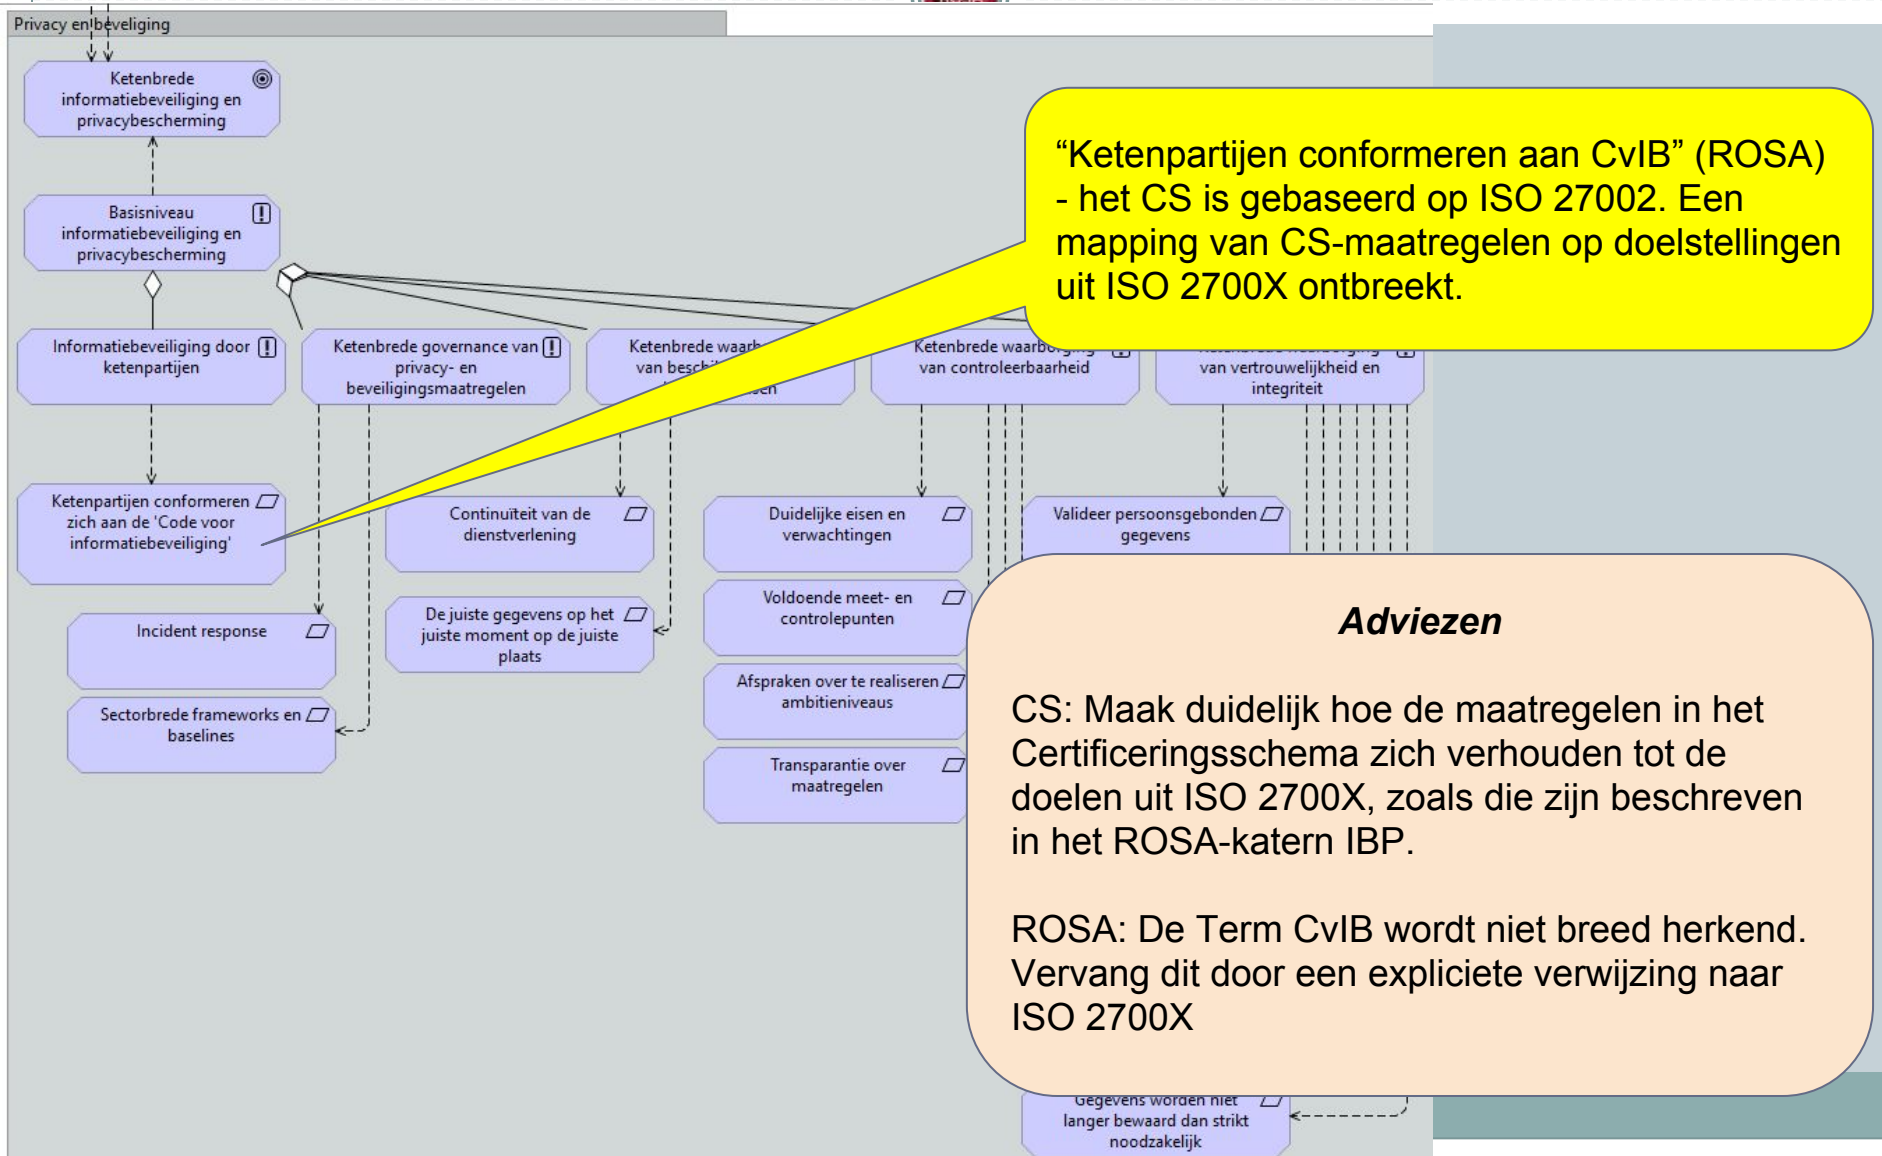 Privacy en beveliging
Ketenbrede
informatiebeveiliging en
privacybescherming
Basisniveau
informatiebeveiliging en
privacybescherming
“Ketenpartijen conformeren aan CvIB” (ROSA)
- het CS is gebaseerd op ISO 27002. Een
mapping van CS-maatregelen op doelstellingen
uit ISO 2700X ontbreekt.
Informatiebeveiliging door
ketenpartijen
Ketenbrede governance van
privacy- en
beveiligingsmaatregelen
Ketenbrede
van
Ketenbrede waarborging
van controleerbaarheid
Ketenbrede waarborging
van vertrouwelijkheid en
integriteit
Ketenpartijen conformeren
zich aan de 'Code voor
informatiebeveiliging'
Continuïteit van de
dienstverlening
Duidelijke eisen en
verwachtingen
Valideer persoonsgebonden
gegevens
Incident response
De juiste gegevens op het
juiste moment op de juiste
plaats
Voldoende meet- en
controlepunten
Sectorbrede frameworks en
baselines
Afspraken over te realiseren
ambitieniveaus
Transparantie over
maatregelen
Adviezen
CS: Maak duidelijk hoe de maatregelen in het
Certificeringsschema zich verhouden tot de
doelen uit ISO 2700X, zoals die zijn beschreven
in het ROSA-katern IBP.
ROSA: De Term CvIB wordt niet breed herkend.
Vervang dit door een expliciete verwijzing naar
ISO 2700X
Gegevens worden niet
langer bewaard dan strikt
noodzakelijk